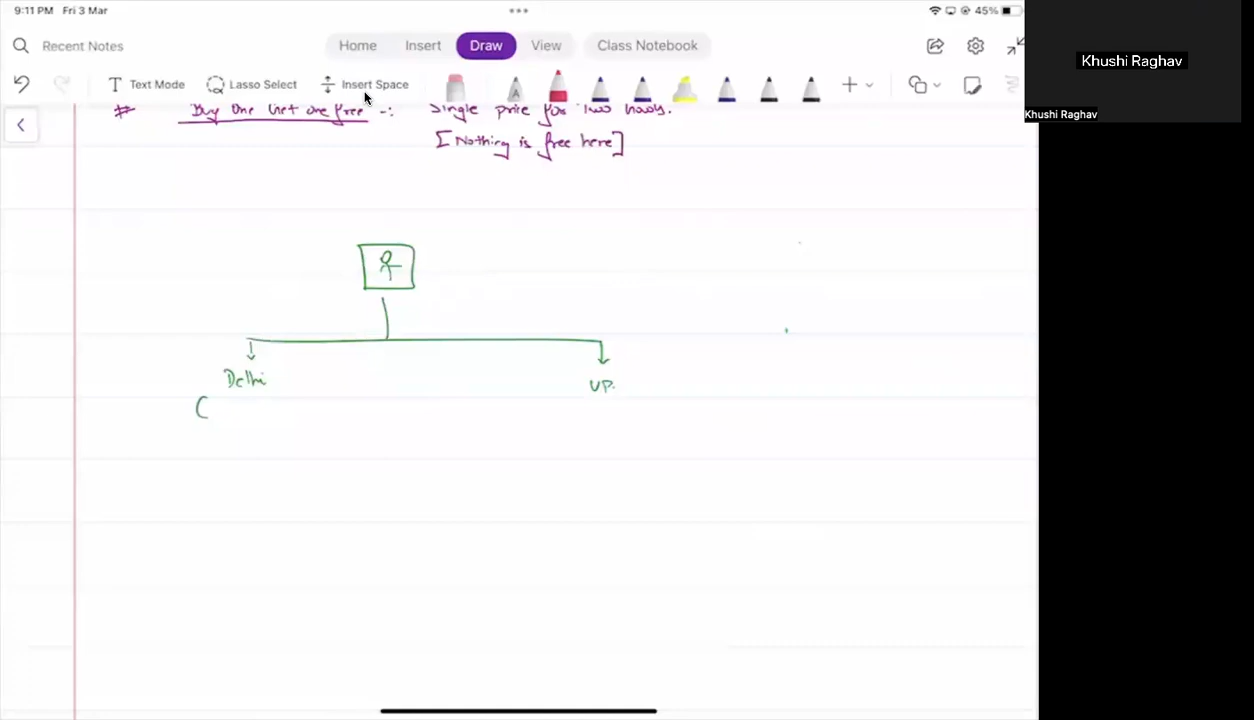 9:11 PM Fri 3 Mar
45%
Khushi Raghav
Khushi Raghav
Recent Notes
Home
Insert
Draw
View
Class Notebook
Text Mode
Lasso Select
Insert Space
A
# Buy One Get one free -: Single price for Two
[Nothing is free here]
Delhi
UP.
(